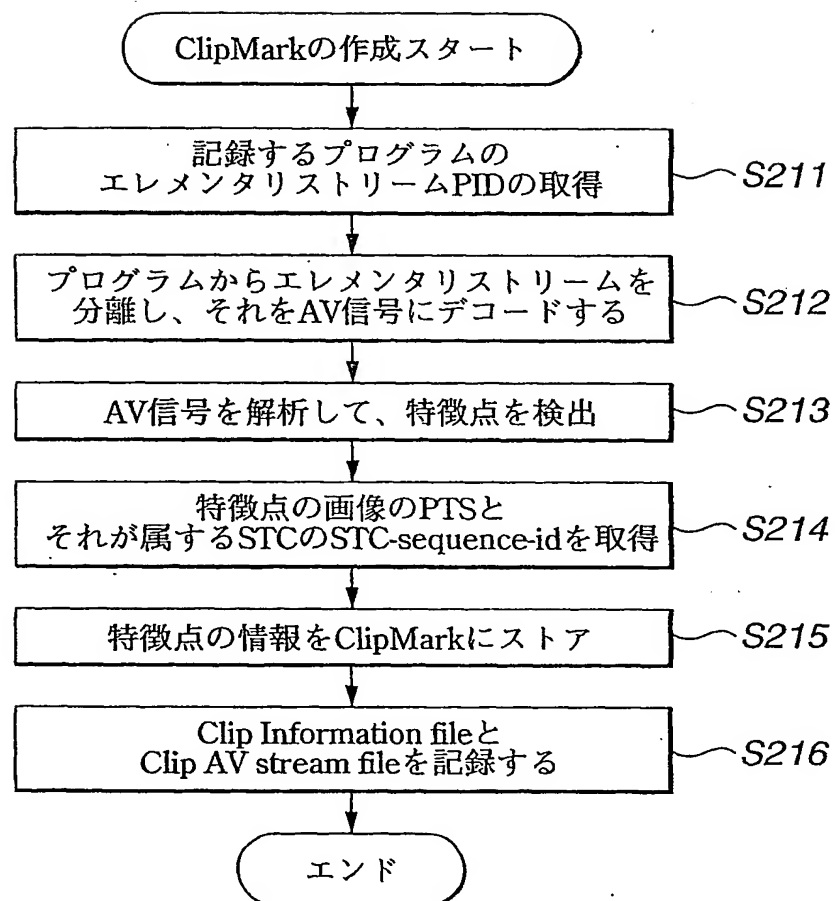 ClipMarkの作成スタート
記録するプログラムの
エレメンタリストリームPIDの取得
S211
プログラムからエレメンタリストリームを
分離し、それをAV信号にデコードする
S212
AV信号を解析して、特徴点を検出
S213
特徴点の画像のPTSと
それが属するSTCのSTC-sequence-idを取得
S214
特徴点の情報をClipMarkにストア
S215
Clip Information fileと
Clip AV stream fileを記録する
S216
エンド